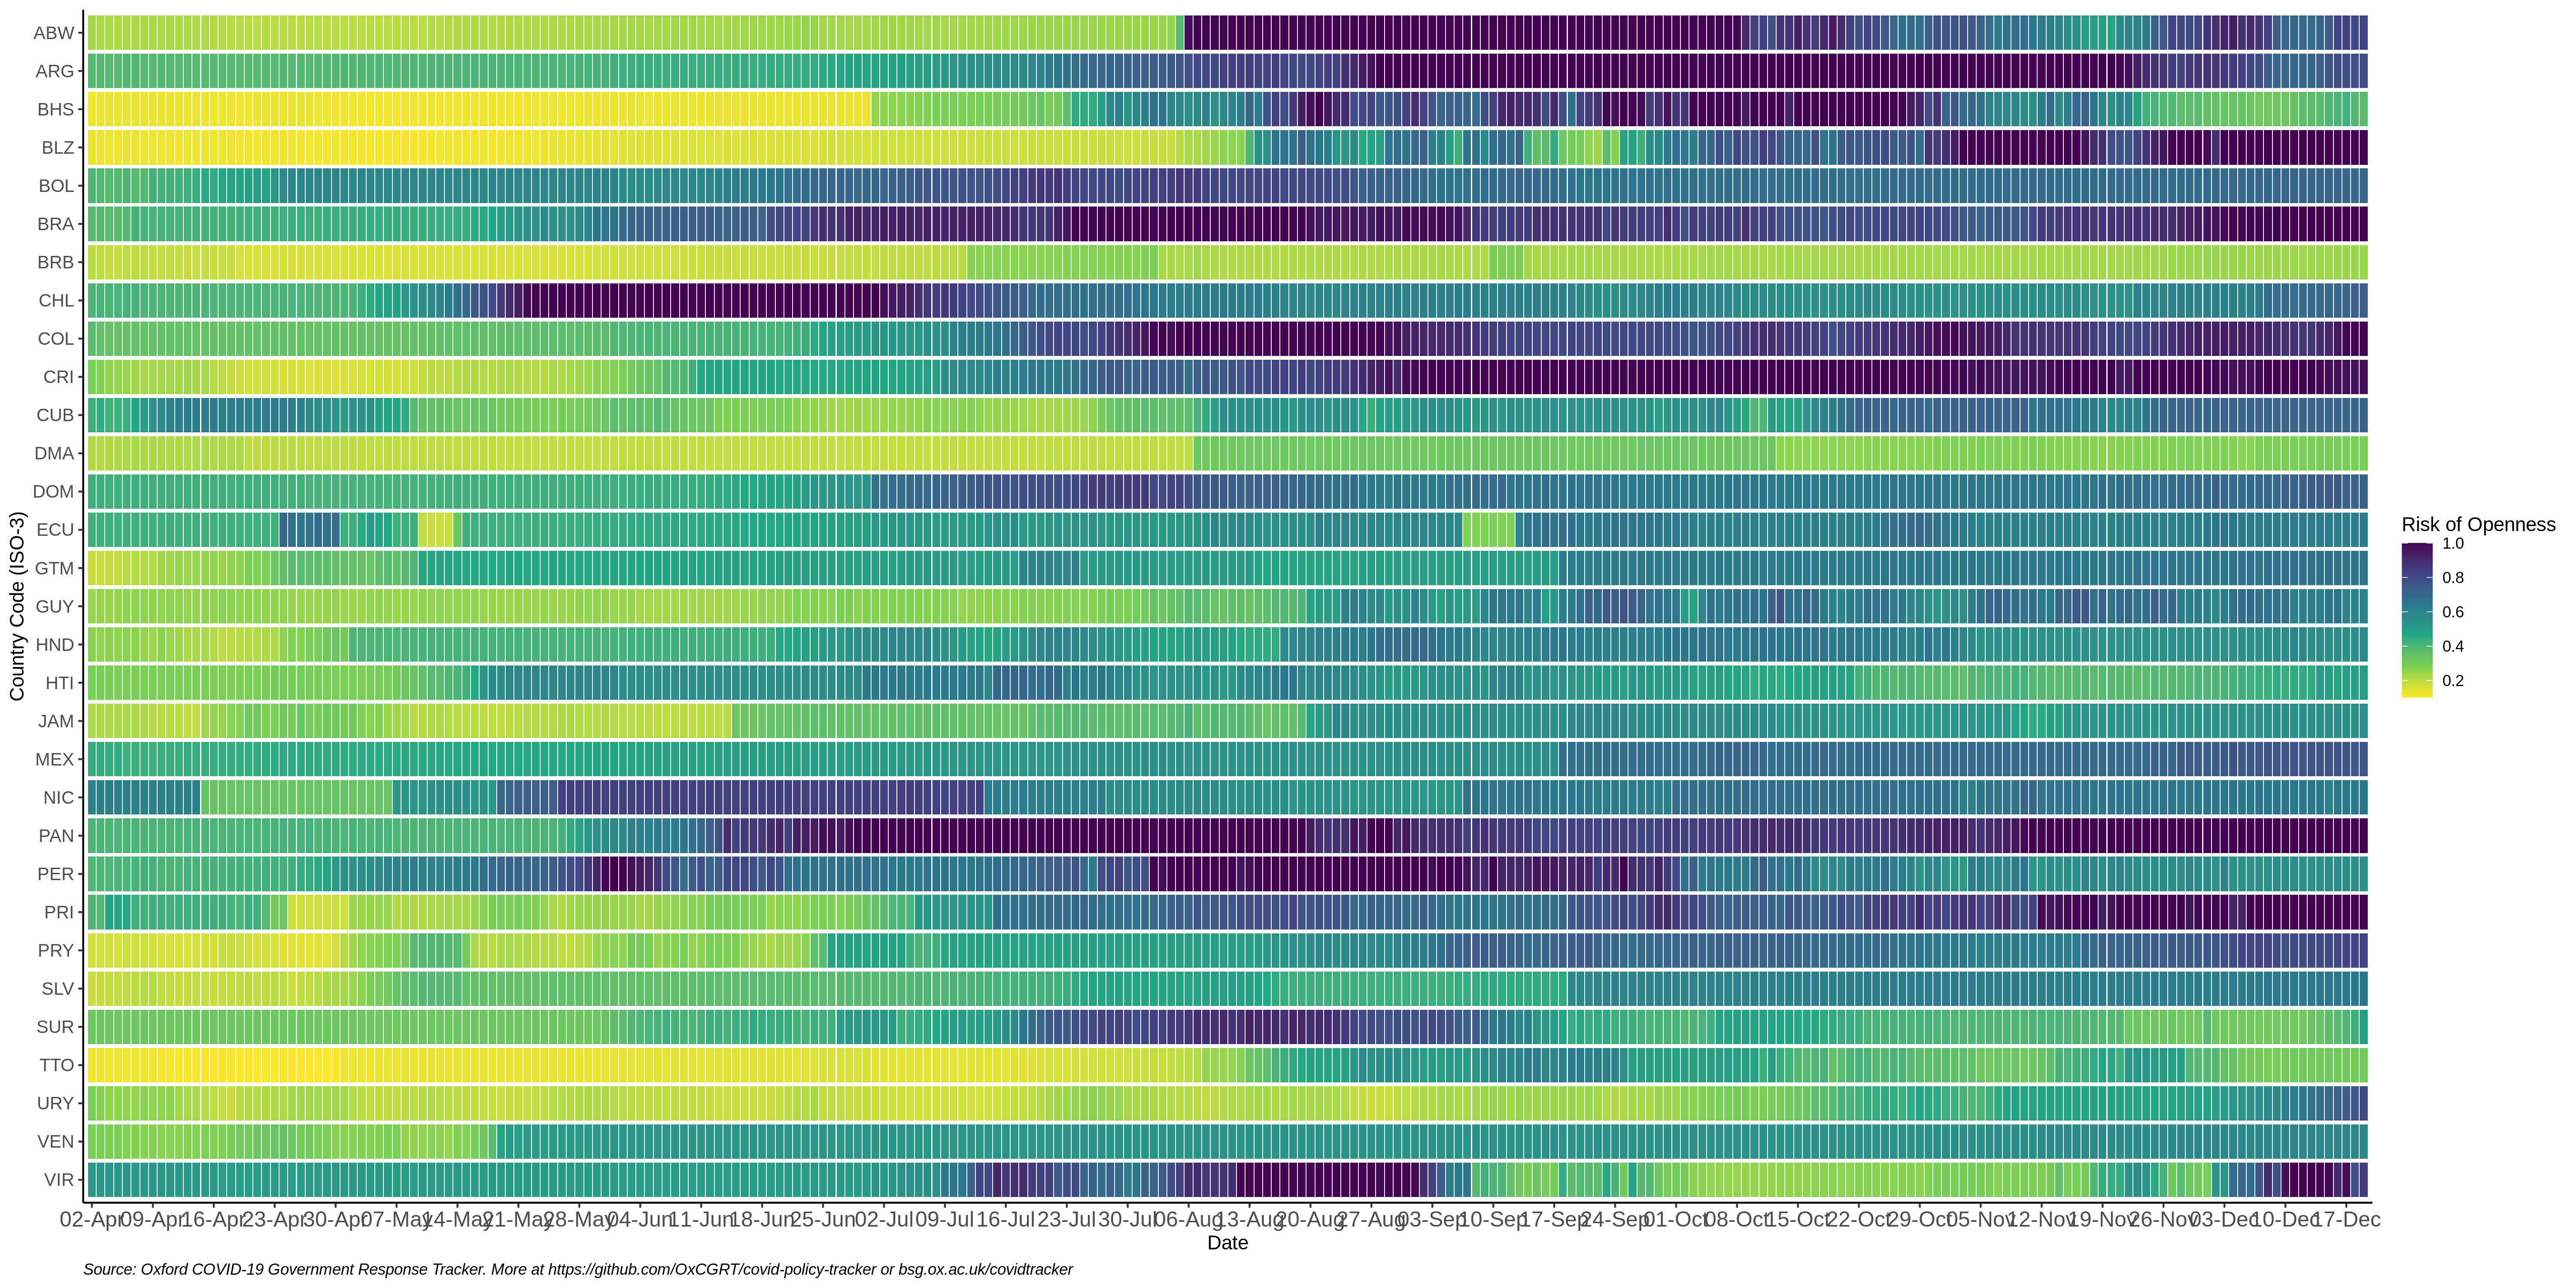 ABW
ARG
BHS
BLZ
BOL
BRA
BRB
CHL
COL
CRI
CUB
DMA
DOM
ECU
GTM
GUY
HND
HTI
JAM
MEX
NIC
PAN
PER
PRI
PRY
SLV
SUR
TTO
URY
VEN
VIR
Country Code (ISO-3)
02-Apr 09-Apr 16-Apr 23-Apr 30-Apr 07-May 14-May 21-May 28-May 04-Jun 11-Jun 18-Jun 25-Jun 02-Jul 09-Jul 16-Jul 23-Jul 30-Jul 06-Aug 13-Aug 20-Aug 27-Aug 03-Sep 10-Sep 17-Sep 24-Sep 01-Oct 08-Oct 15-Oct 22-Oct 29-Oct 05-Nov 12-Nov 19-Nov 26-Nov 03-Dec 10-Dec 17-Dec
Date
Source: Oxford COVID-19 Government Response Tracker. More at https://github.com/OxCGRT/covid-policy-tracker or bsg.ox.ac.uk/covidtracker
Risk of Openness
1.0
0.8
0.6
0.4
0.2